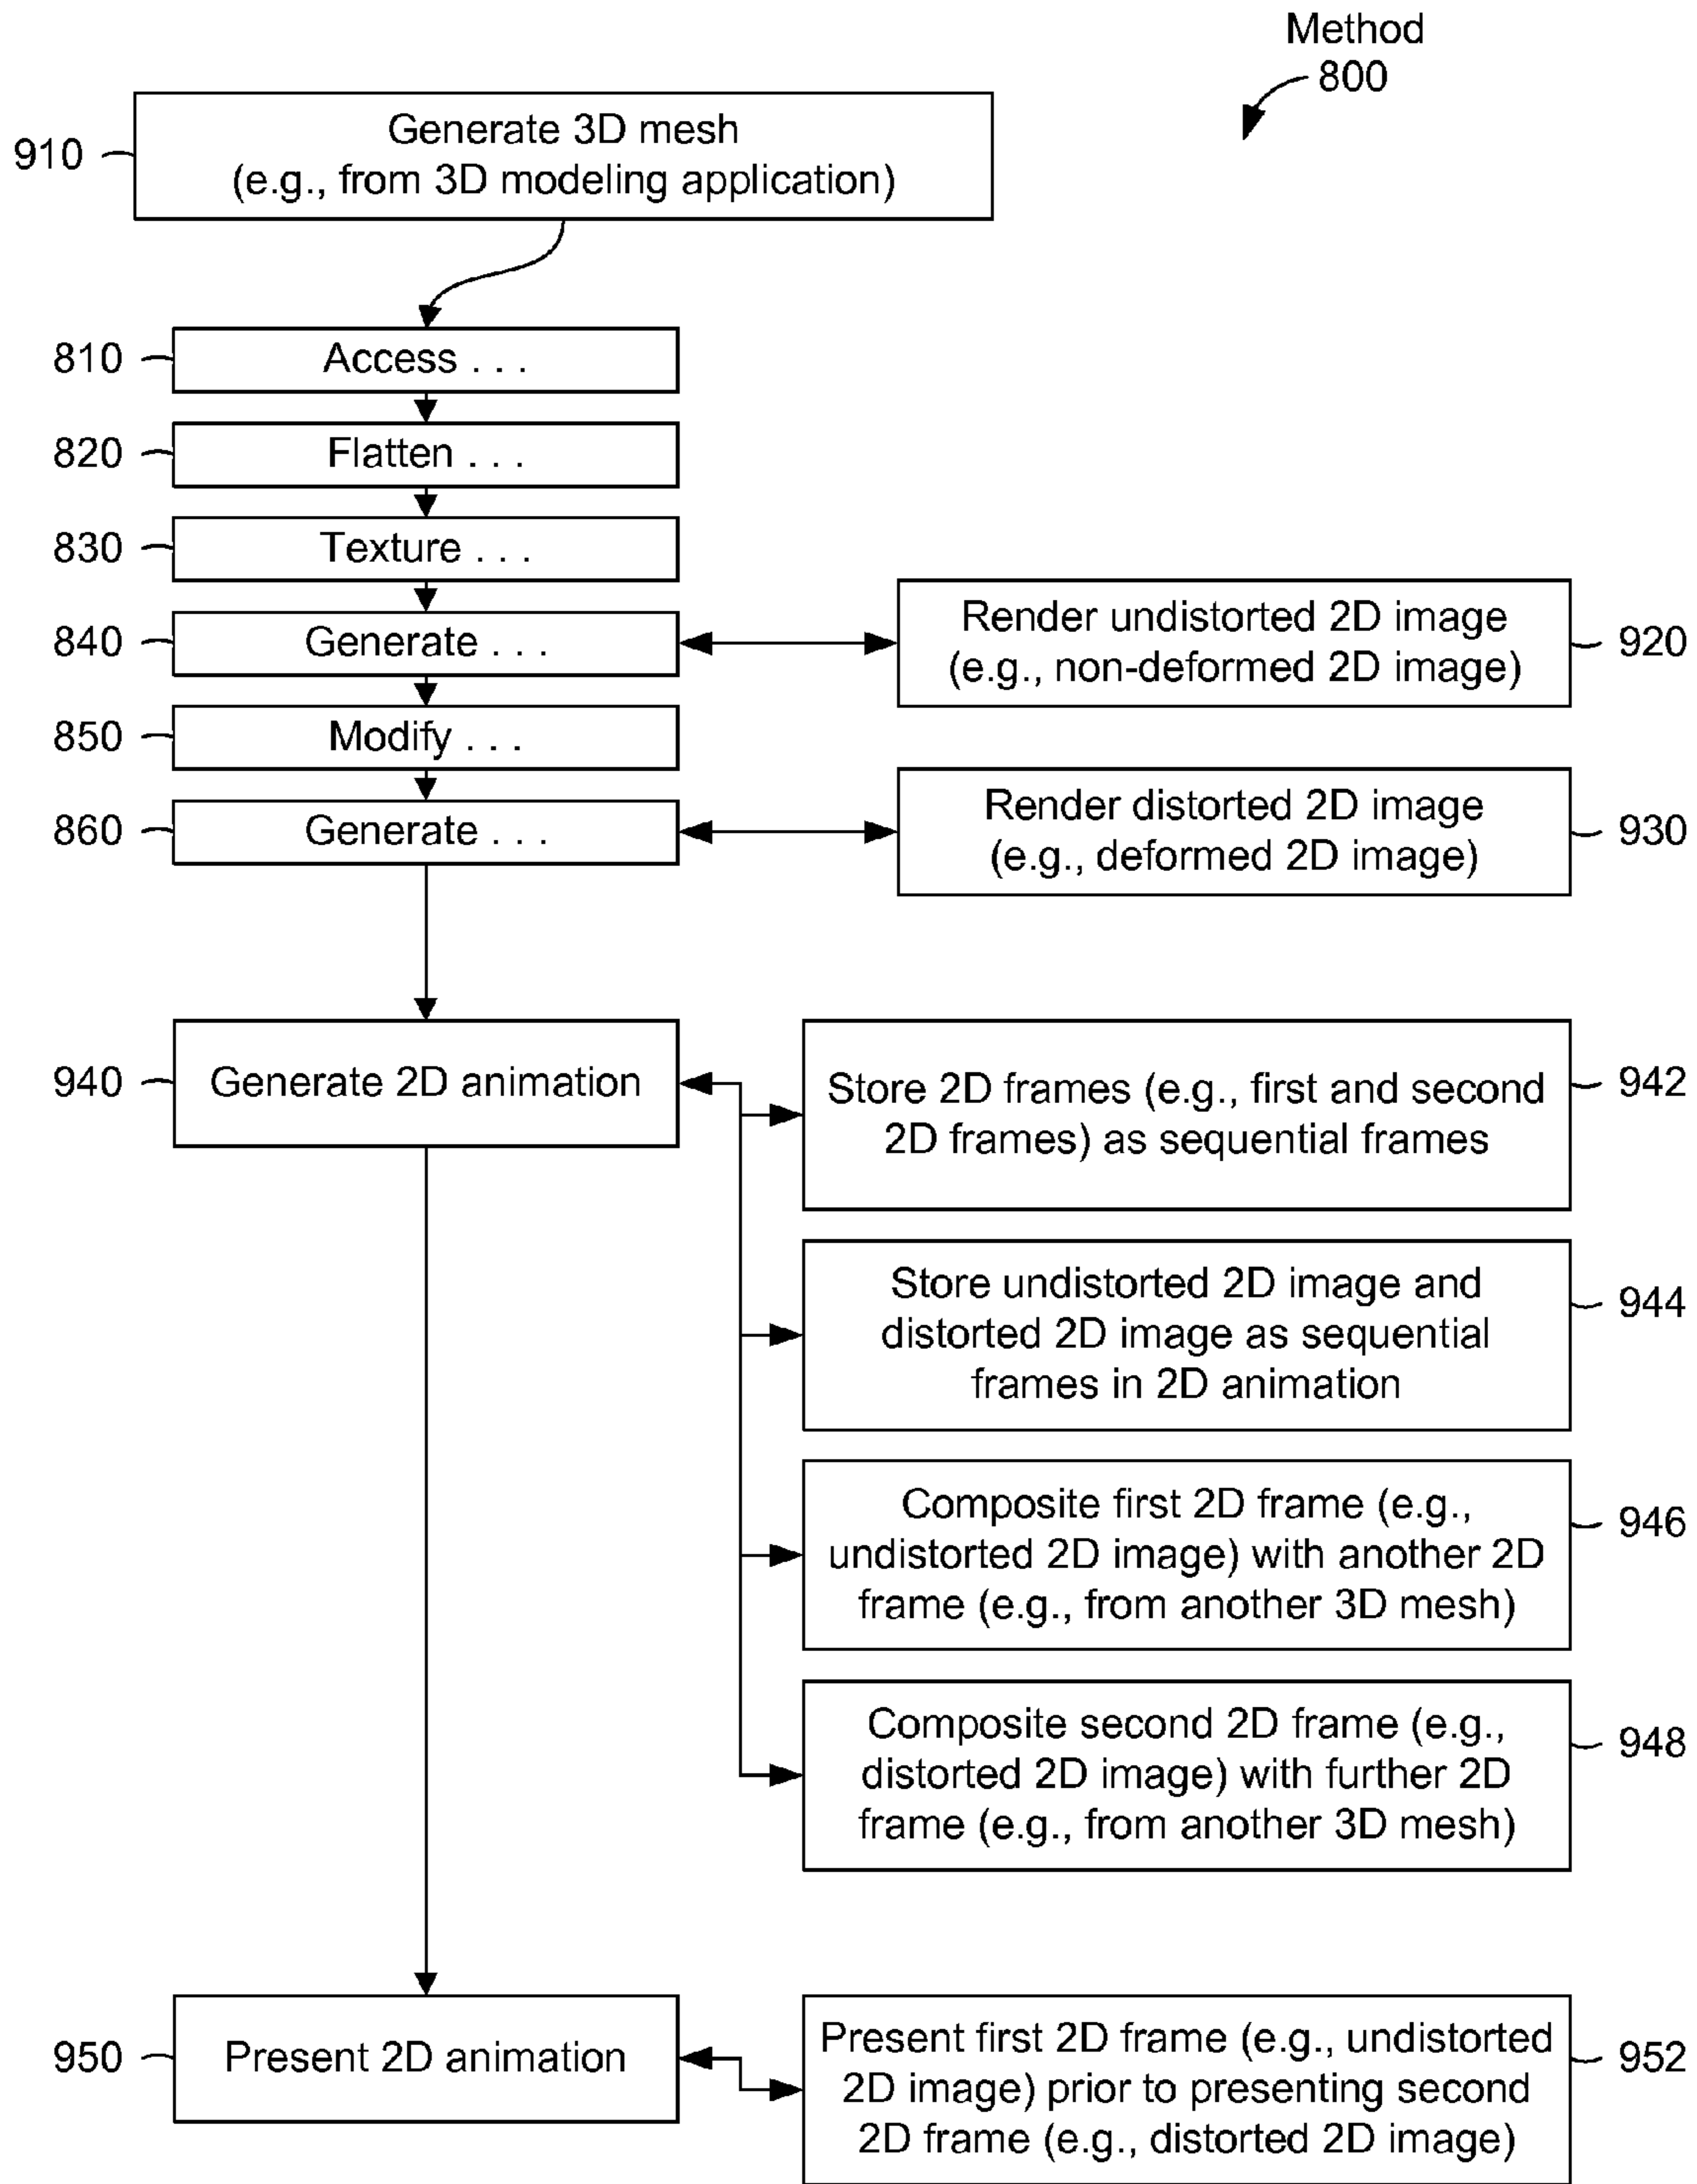 Method
800
910
Generate 3D mesh
(e.g., from 3D modeling application)
810
Access . . .
820
Flatten . . .
830
Texture . . .
840
Generate . . .
Render undistorted 2D image
(e.g., non-deformed 2D image)
920
850
Modify . . .
860
Generate . . .
Render distorted 2D image
(e.g., deformed 2D image)
930
940
Generate 2D animation
Store 2D frames (e.g., first and second
2D frames) as sequential frames
942
Store undistorted 2D image and
distorted 2D image as sequential
frames in 2D animation
944
Composite first 2D frame (e.g.,
undistorted 2D image) with another 2D
frame (e.g., from another 3D mesh)
946
Composite second 2D frame (e.g.,
distorted 2D image) with further 2D
frame (e.g., from another 3D mesh)
948
950
Present 2D animation
Present first 2D frame (e.g., undistorted
2D image) prior to presenting second
2D frame (e.g., distorted 2D image)
952